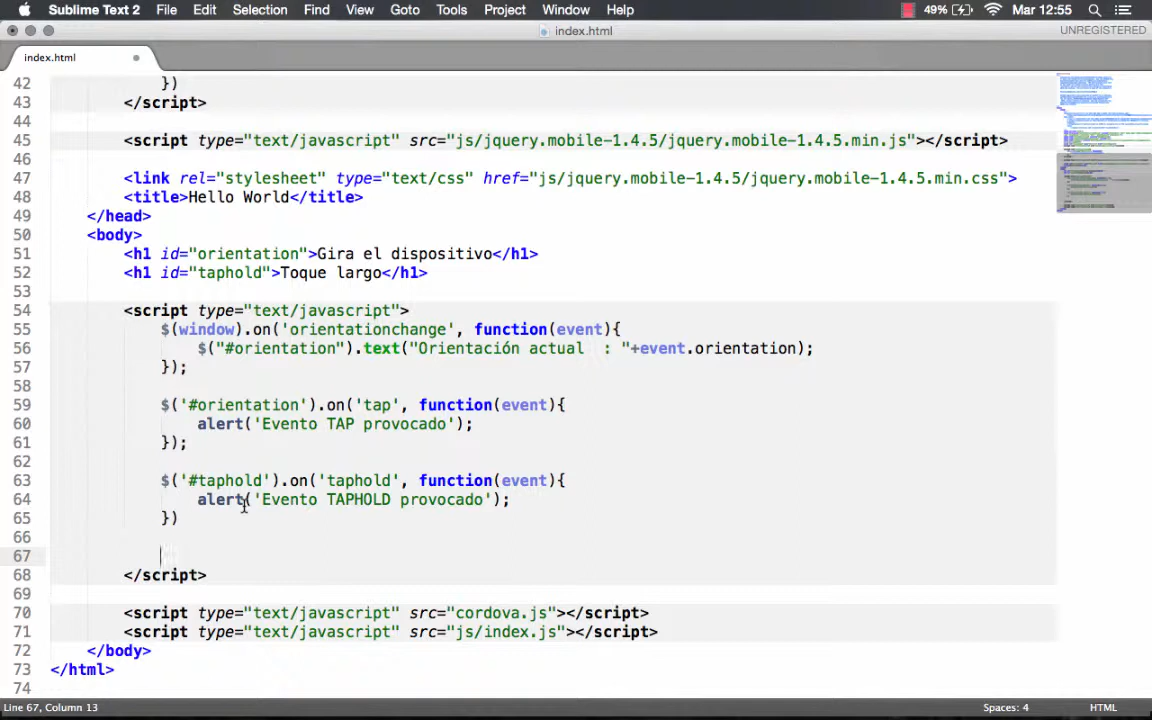 Sublime Text 2 File Edit Selection Find View Goto Tools Project Window Help 49% Mar 12:55
index.html UNREGISTERED
index.html
42 })
43 </script>
44
45 <script type="text/javascript" src="js/jquery.mobile-1.4.5/jquery.mobile-1.4.5.min.js"></script>
46
47 <link rel="stylesheet" type="text/css" href="js/jquery.mobile-1.4.5/jquery.mobile-1.4.5.min.css">
48 <title>Hello World</title>
49 </head>
50 <body>
51 <h1 id="orientation">Gira el dispositivo</h1>
52 <h1 id="taphold">Toque largo</h1>
53
54 <script type="text/javascript">
55 $(window).on('orientationchange', function(event){
56 $("#orientation").text("Orientación actual  : "+event.orientation);
57 });
58
59 $('#orientation').on('tap', function(event){
60 alert('Evento TAP provocado');
61 });
62
63 $('#taphold').on('taphold', function(event){
64 alert('Evento TAPHOLD provocado');
65 })
66
67
68 </script>
69
70 <script type="text/javascript" src="cordova.js"></script>
71 <script type="text/javascript" src="js/index.js"></script>
72 </body>
73 </html>
74
Line 67, Column 13 Spaces: 4 HTML